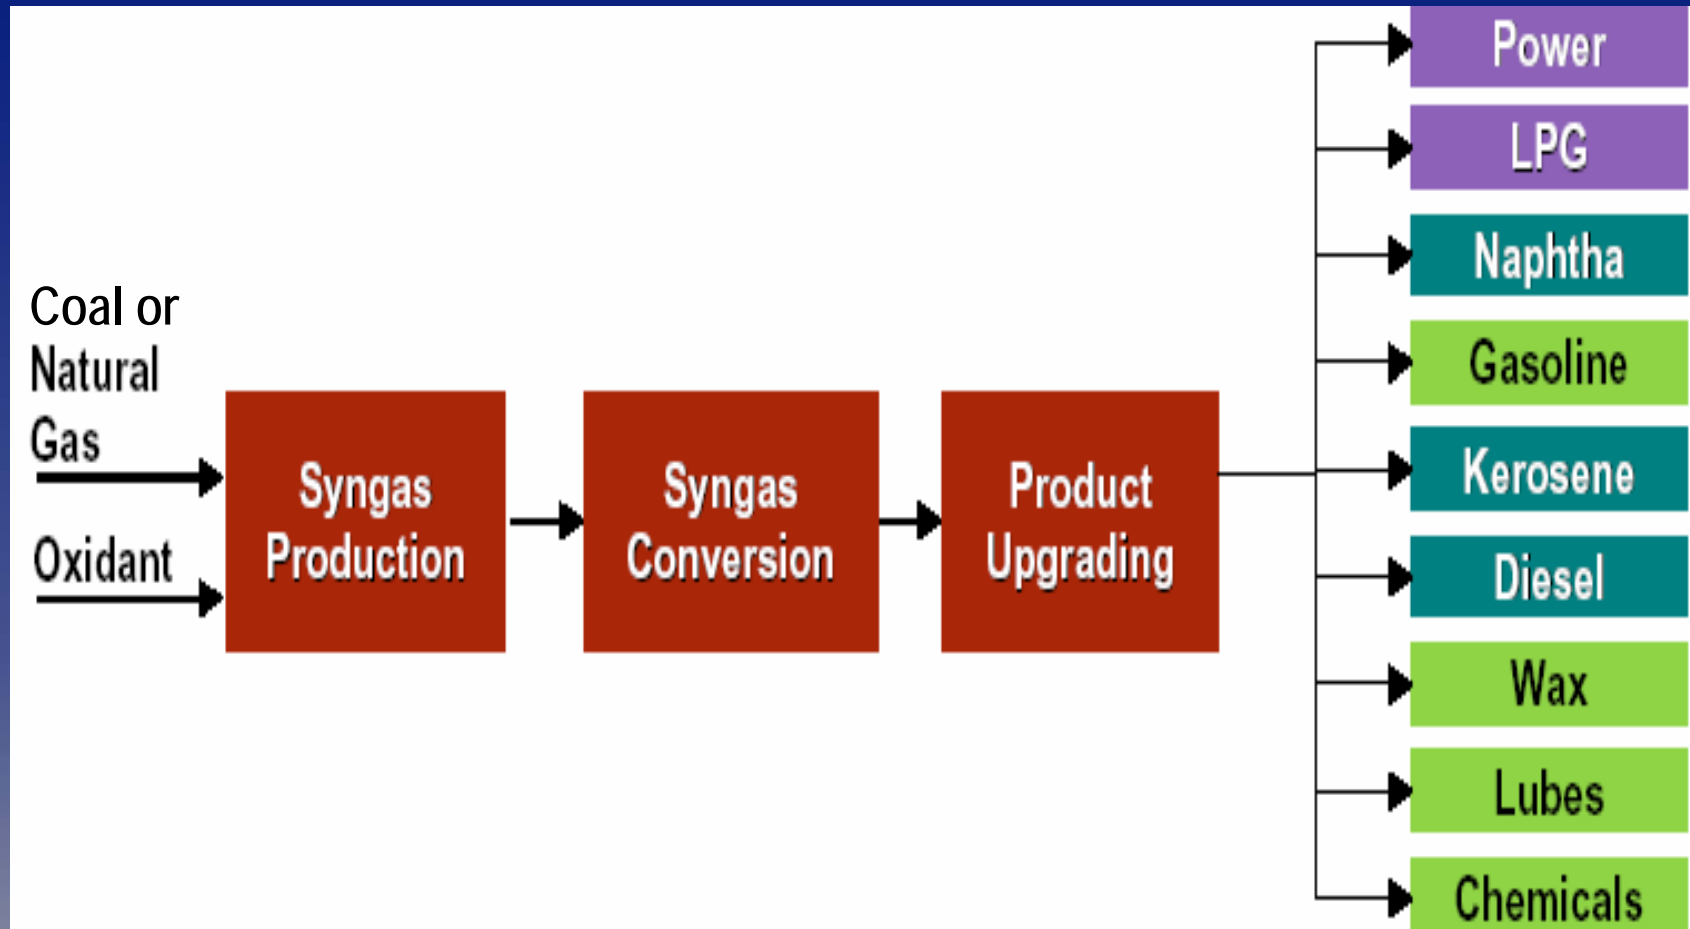 Coal or
Natural
Gas
Oxidant
Syngas
Production
Syngas
Conversion
Product
Upgrading
Power
LPG
Naphtha
Gasoline
Kerosene
Diesel
Wax
Lubes
Chemicals